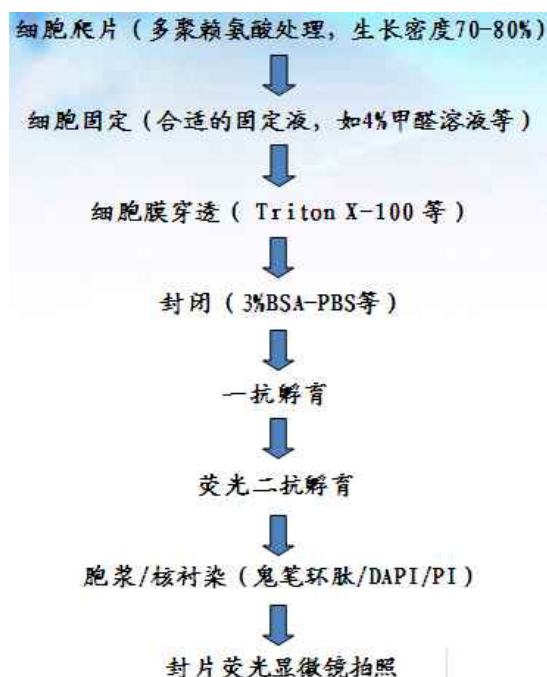 细胞爬片(多聚赖氨酸处理,生长密度70-80%)
细胞固定(合适的固定液,如4%甲醛溶液等)
细胞膜穿透( Triton X-100 等)
封闭(3%BSA-PBS等)
一抗孵育
荧光二抗孵育
胞浆/核衬染(鬼笔环肽/DAPI/PI)
封片荧光显微镜拍照